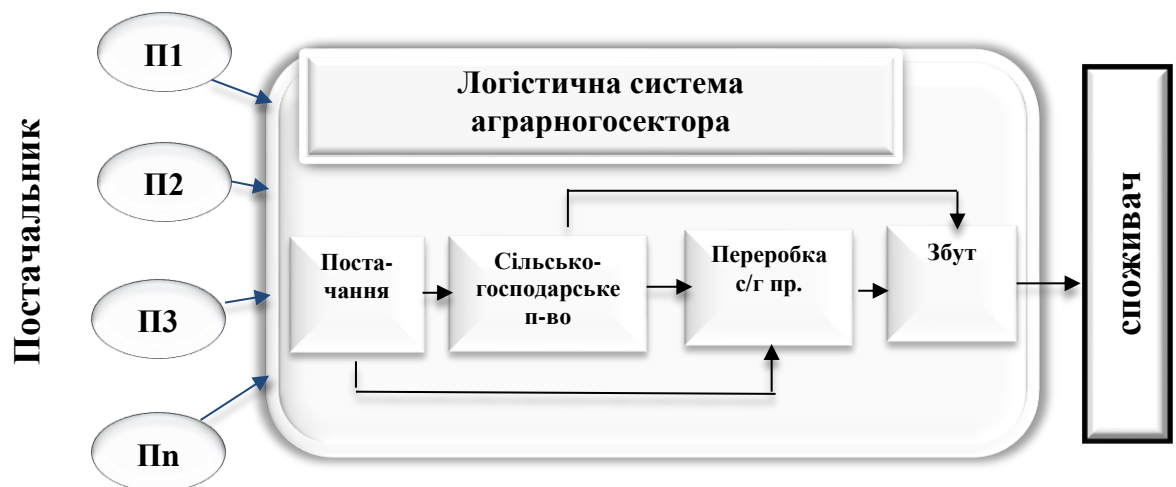 Постачальник
П1
П2
П3
Пn
Логістична система
аграрногосектора
Поста-
чання
Сільсько-
господарське
п-во
Переробка
с/г пр.
Збут
споживач